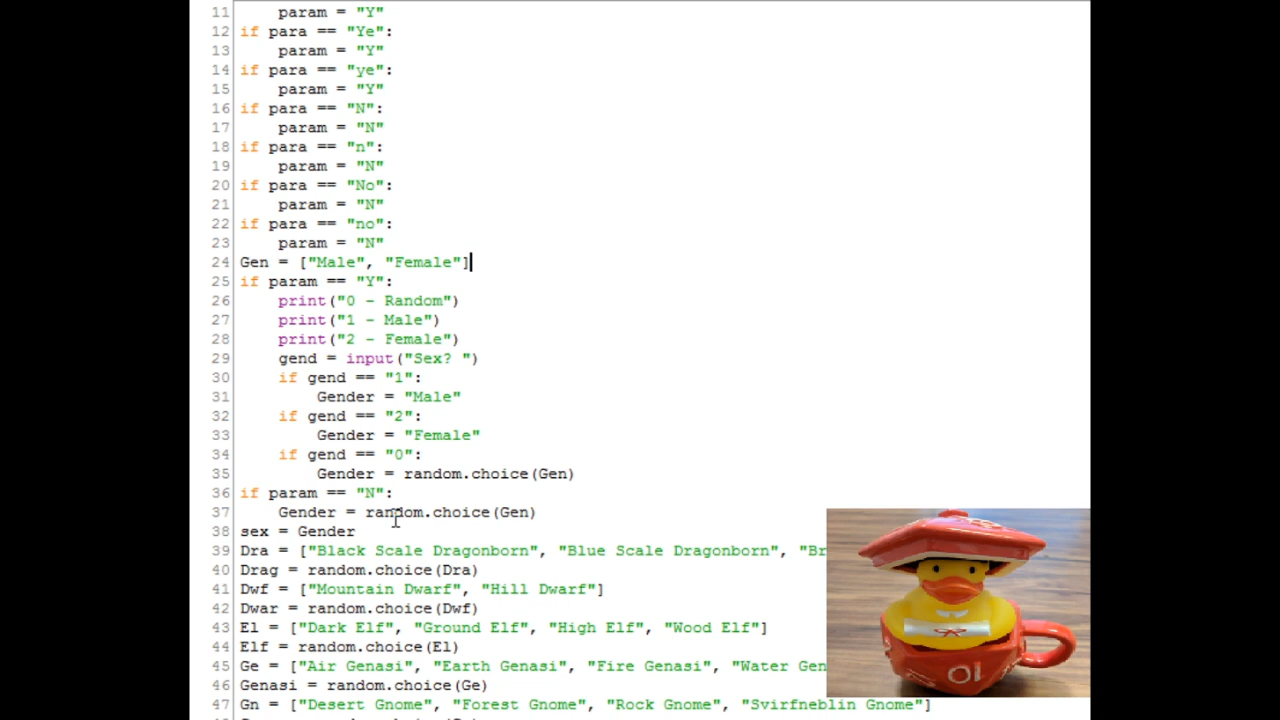 11 param = "Y"
12 if para == "Ye":
13 param = "Y"
14 if para == "ye":
15 param = "Y"
16 if para == "N":
17 param = "N"
18 if para == "n":
19 param = "N"
20 if para == "No":
21 param = "N"
22 if para == "no":
23 param = "N"
24 Gen = ["Male", "Female"]
25 if param == "Y":
26 print("0 - Random")
27 print("1 - Male")
28 print("2 - Female")
29 gend = input("Sex? ")
30 if gend == "1":
31 Gender = "Male"
32 if gend == "2":
33 Gender = "Female"
34 if gend == "0":
35 Gender = random.choice(Gen)
36 if param == "N":
37 Gender = random.choice(Gen)
38 sex = Gender
39 Dra = ["Black Scale Dragonborn", "Blue Scale Dragonborn", "Br
40 Drag = random.choice(Dra)
41 Dwf = ["Mountain Dwarf", "Hill Dwarf"]
42 Dwar = random.choice(Dwf)
43 El = ["Dark Elf", "Ground Elf", "High Elf", "Wood Elf"]
44 Elf = random.choice(El)
45 Ge = ["Air Genasi", "Earth Genasi", "Fire Genasi", "Water Gen
46 Genasi = random.choice(Ge)
47 Gn = ["Desert Gnome", "Forest Gnome", "Rock Gnome", "Svirfneblin Gnome"]
10